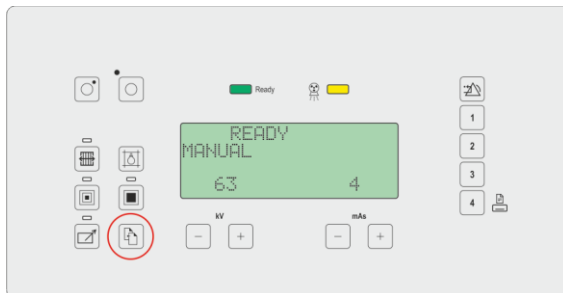 Ready
READY
MANUAL
63 4
kV mAs
− + − +
1
2
3
4